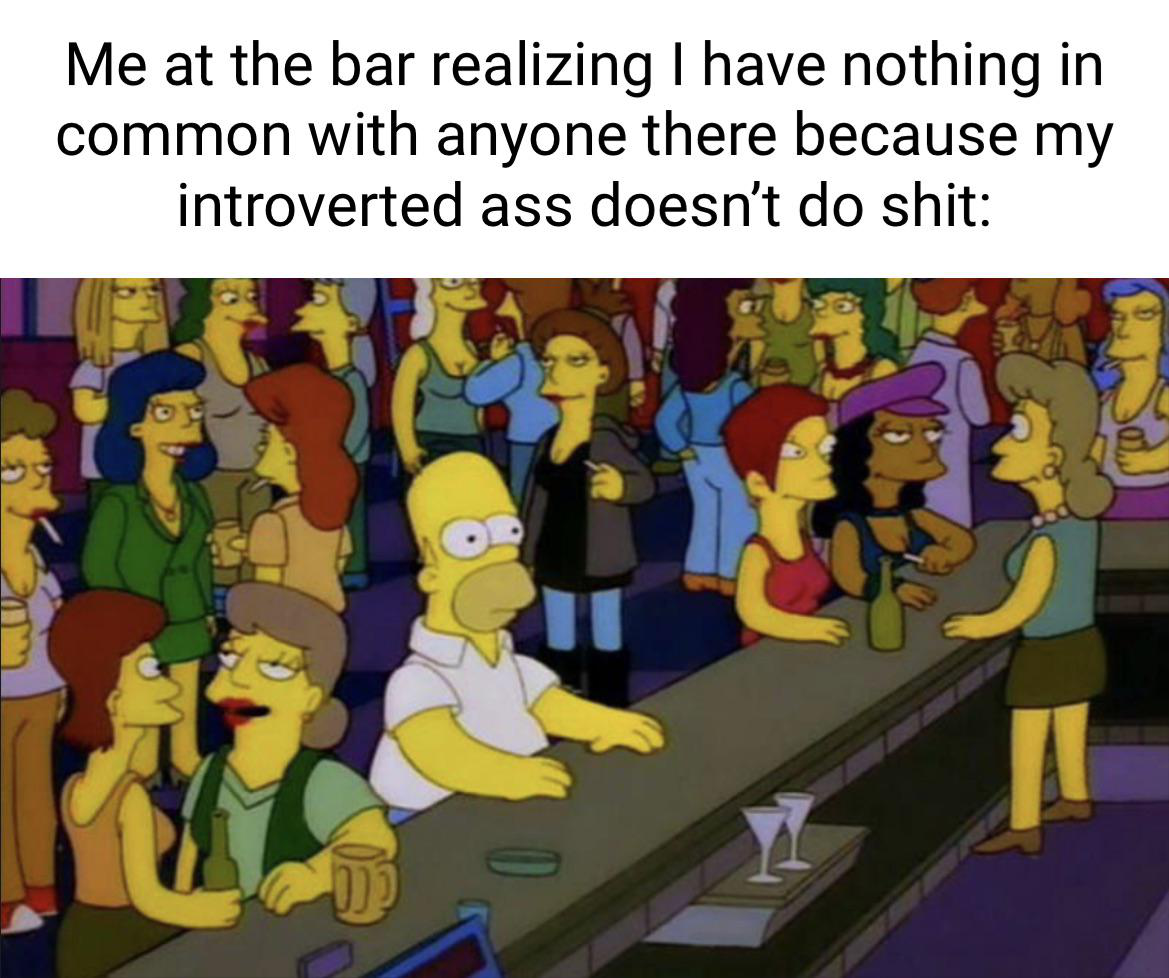 Me at the bar realizing I have nothing in
common with anyone there because my
introverted ass doesn’t do shit: